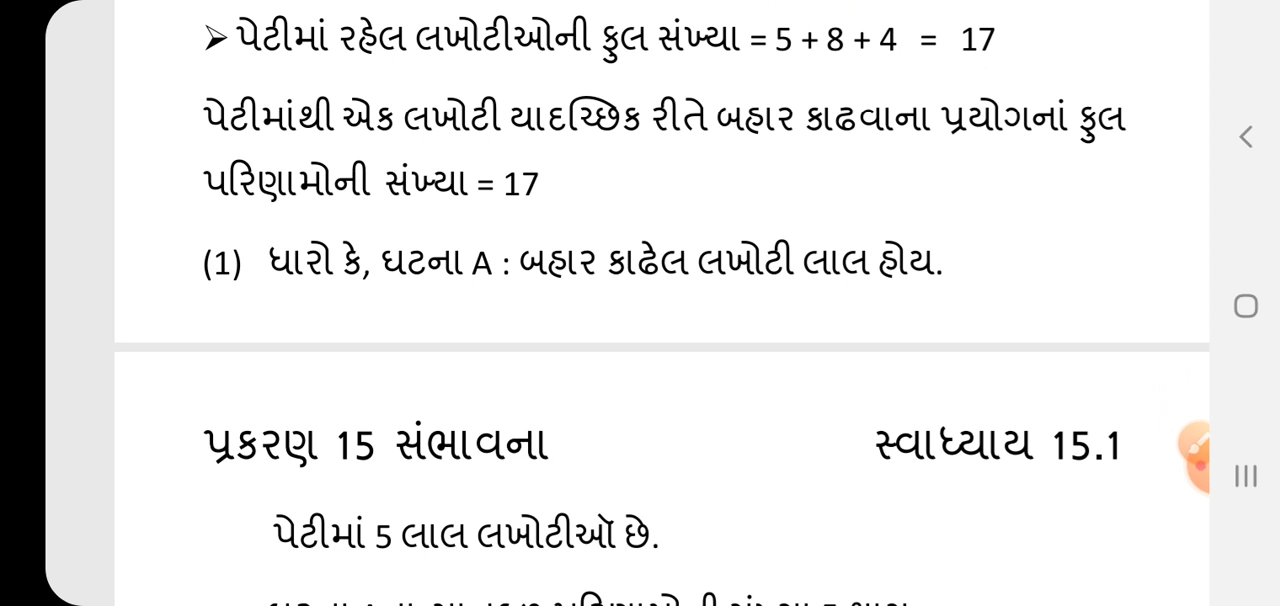 ➢ પેટીમાં રહેલ લખોટીઓની કુલ સંખ્યા = 5 + 8 + 4 = 17
પેટીમાંથી એક લખોટી યાદચ્છિક રીતે બહાર કાઢવાના પ્રયોગનાં કુલ
પરિણામોની સંખ્યા = 17
(1) ધારો કે, ઘટના A : બહાર કાઢેલ લખોટી લાલ હોય.
પ્રકરણ 15 સંભાવના સ્વાધ્યાય 15.1
પેટીમાં 5 લાલ લખોટીઑ છે.